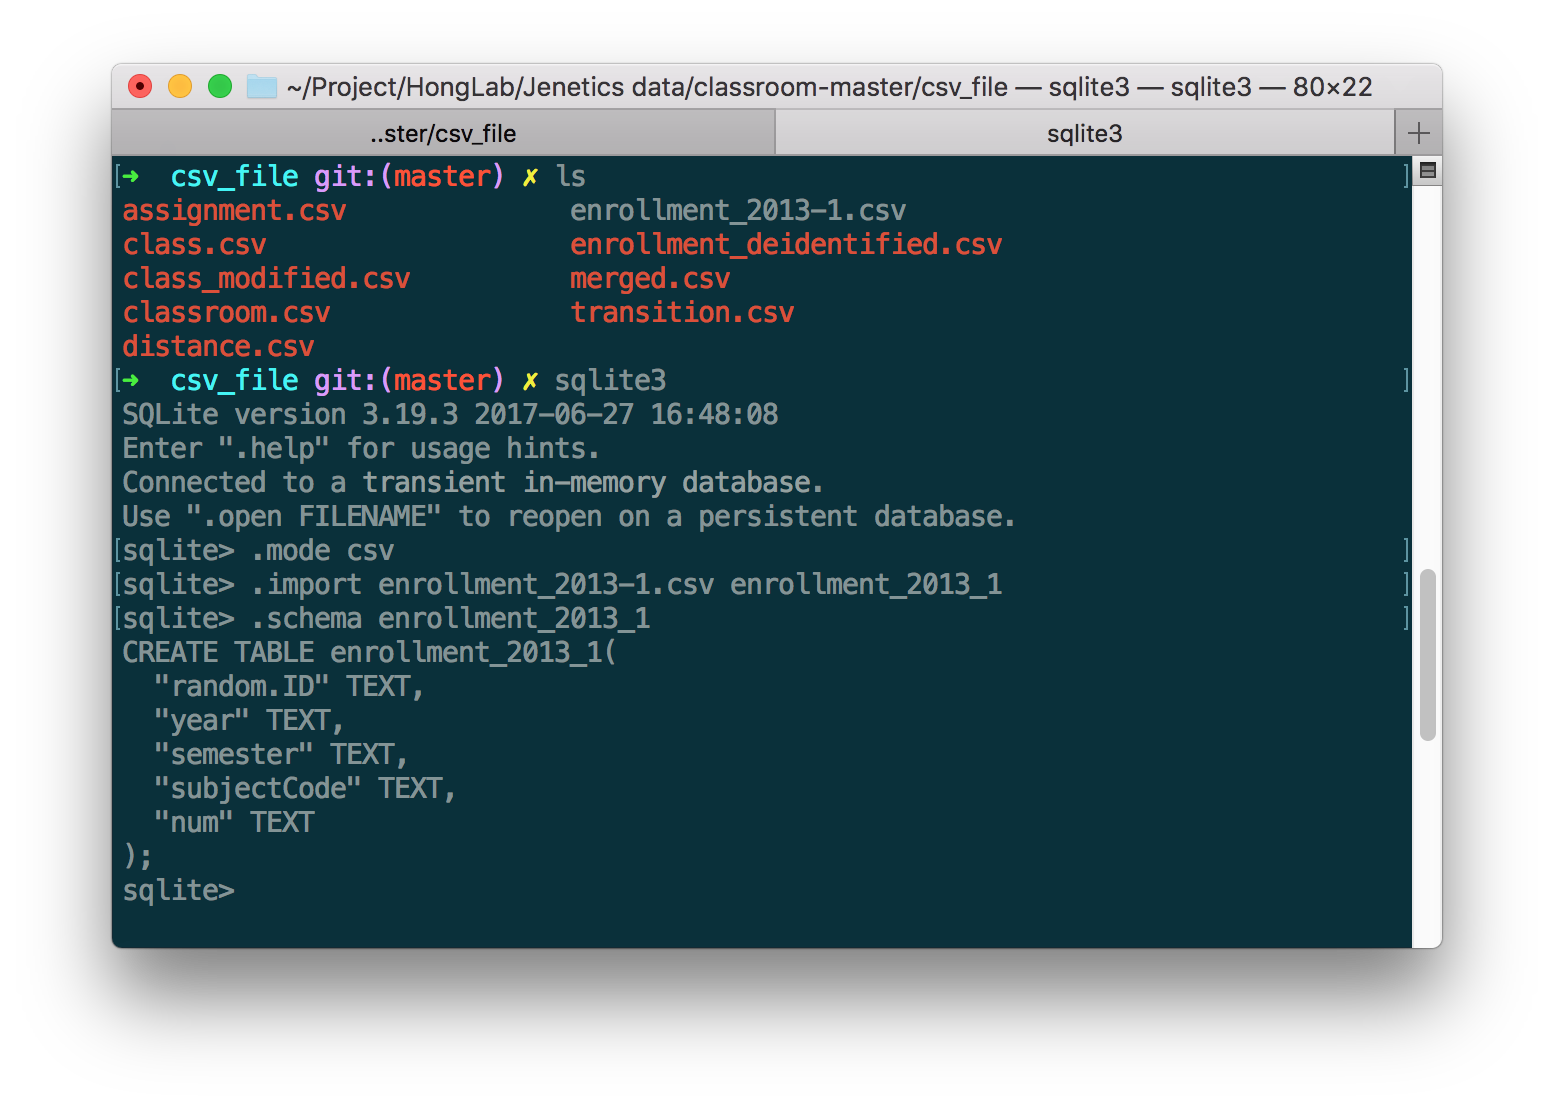 ~/Project/HongLab/Jenetics data/classroom-master/csv_file — sqlite3 — sqlite3 — 80×22
..ster/csv_file sqlite3 +
[➜  csv_file git:(master) ✗ ls ]
assignment.csv enrollment_2013-1.csv
class.csv enrollment_deidentified.csv
class_modified.csv merged.csv
classroom.csv transition.csv
distance.csv
[➜  csv_file git:(master) ✗ sqlite3 ]
SQLite version 3.19.3 2017-06-27 16:48:08
Enter ".help" for usage hints.
Connected to a transient in-memory database.
Use ".open FILENAME" to reopen on a persistent database.
[sqlite> .mode csv ]
[sqlite> .import enrollment_2013-1.csv enrollment_2013_1 ]
[sqlite> .schema enrollment_2013_1 ]
CREATE TABLE enrollment_2013_1(
  "random.ID" TEXT,
  "year" TEXT,
  "semester" TEXT,
  "subjectCode" TEXT,
  "num" TEXT
);
sqlite>